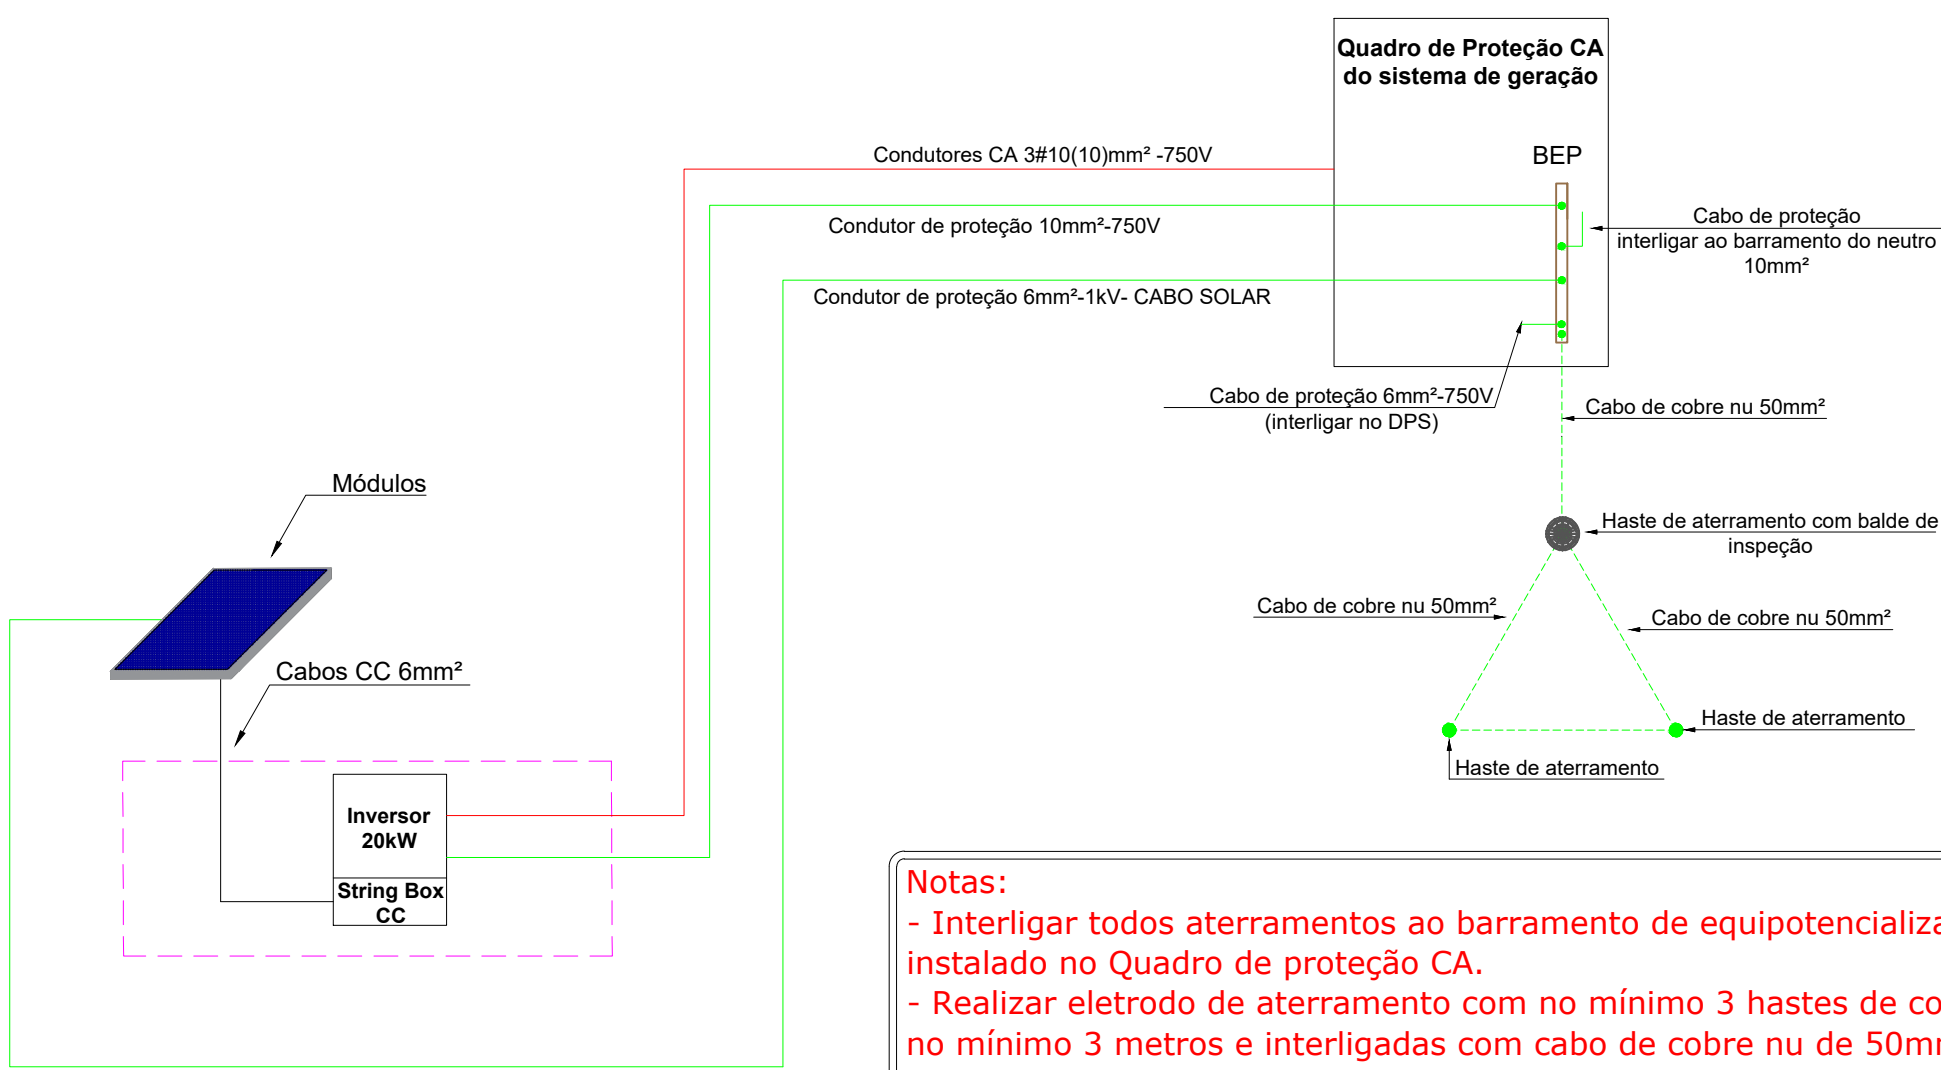 Quadro de Proteção CA
do sistema de geração
Condutores CA 3#10(10)mm² -750V
BEP
Condutor de proteção 10mm²-750V
Cabo de proteção
interligar ao barramento do neutro
10mm²
Condutor de proteção 6mm²-1kV- CABO SOLAR
Cabo de proteção 6mm²-750V
(interligar no DPS)
Cabo de cobre nu 50mm²
Módulos
Haste de aterramento com balde de
inspeção
Cabo de cobre nu 50mm²
Cabo de cobre nu 50mm²
Cabos CC 6mm²
Haste de aterramento
Haste de aterramento
Inversor
20kW
String Box
CC
Notas:
- Interligar todos aterramentos ao barramento de
instalado no Quadro de proteção CA.
- Realizar eletrodo de aterramento com no mínimo 3 hastes de
no mínimo 3 metros e interligadas com cabo de cobre nu de